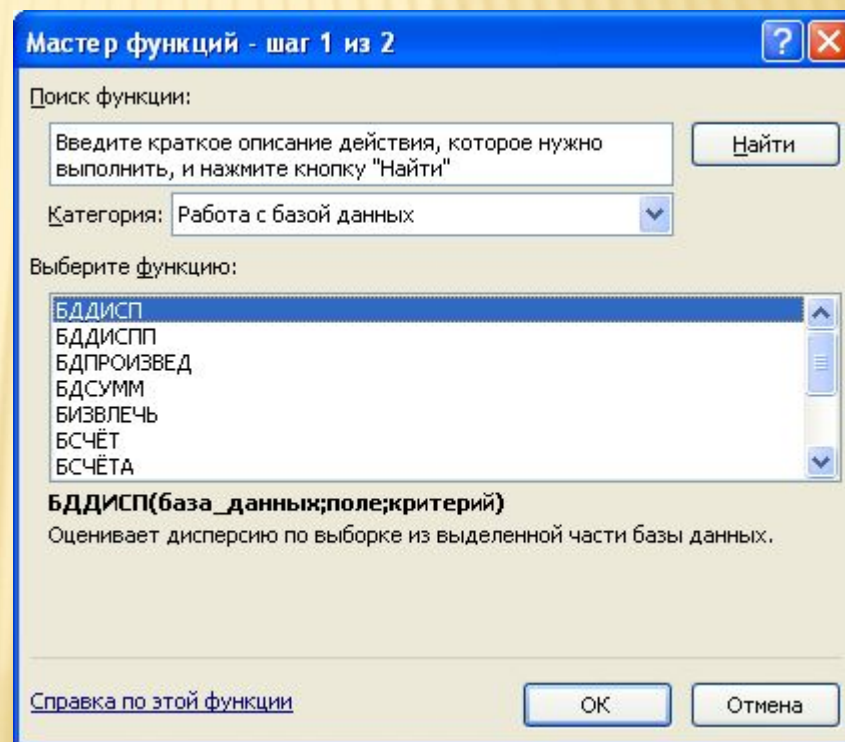 Мастер функций - шаг 1 из 2
Поиск функции:
Введите краткое описание действия, которое нужно
выполнить, и нажмите кнопку "Найти"
Найти
Категория: Работа с базой данных
Выберите функцию:
БДДИСП
БДДИСПП
БДПРОИЗВЕД
БДСУММ
БИЗВЛЕЧЬ
БСЧЁТ
БСЧЁТА
БДДИСП(база_данных;поле;критерий)
Оценивает дисперсию по выборке из выделенной части базы данных.
Справка по этой функции
ОК
Отмена